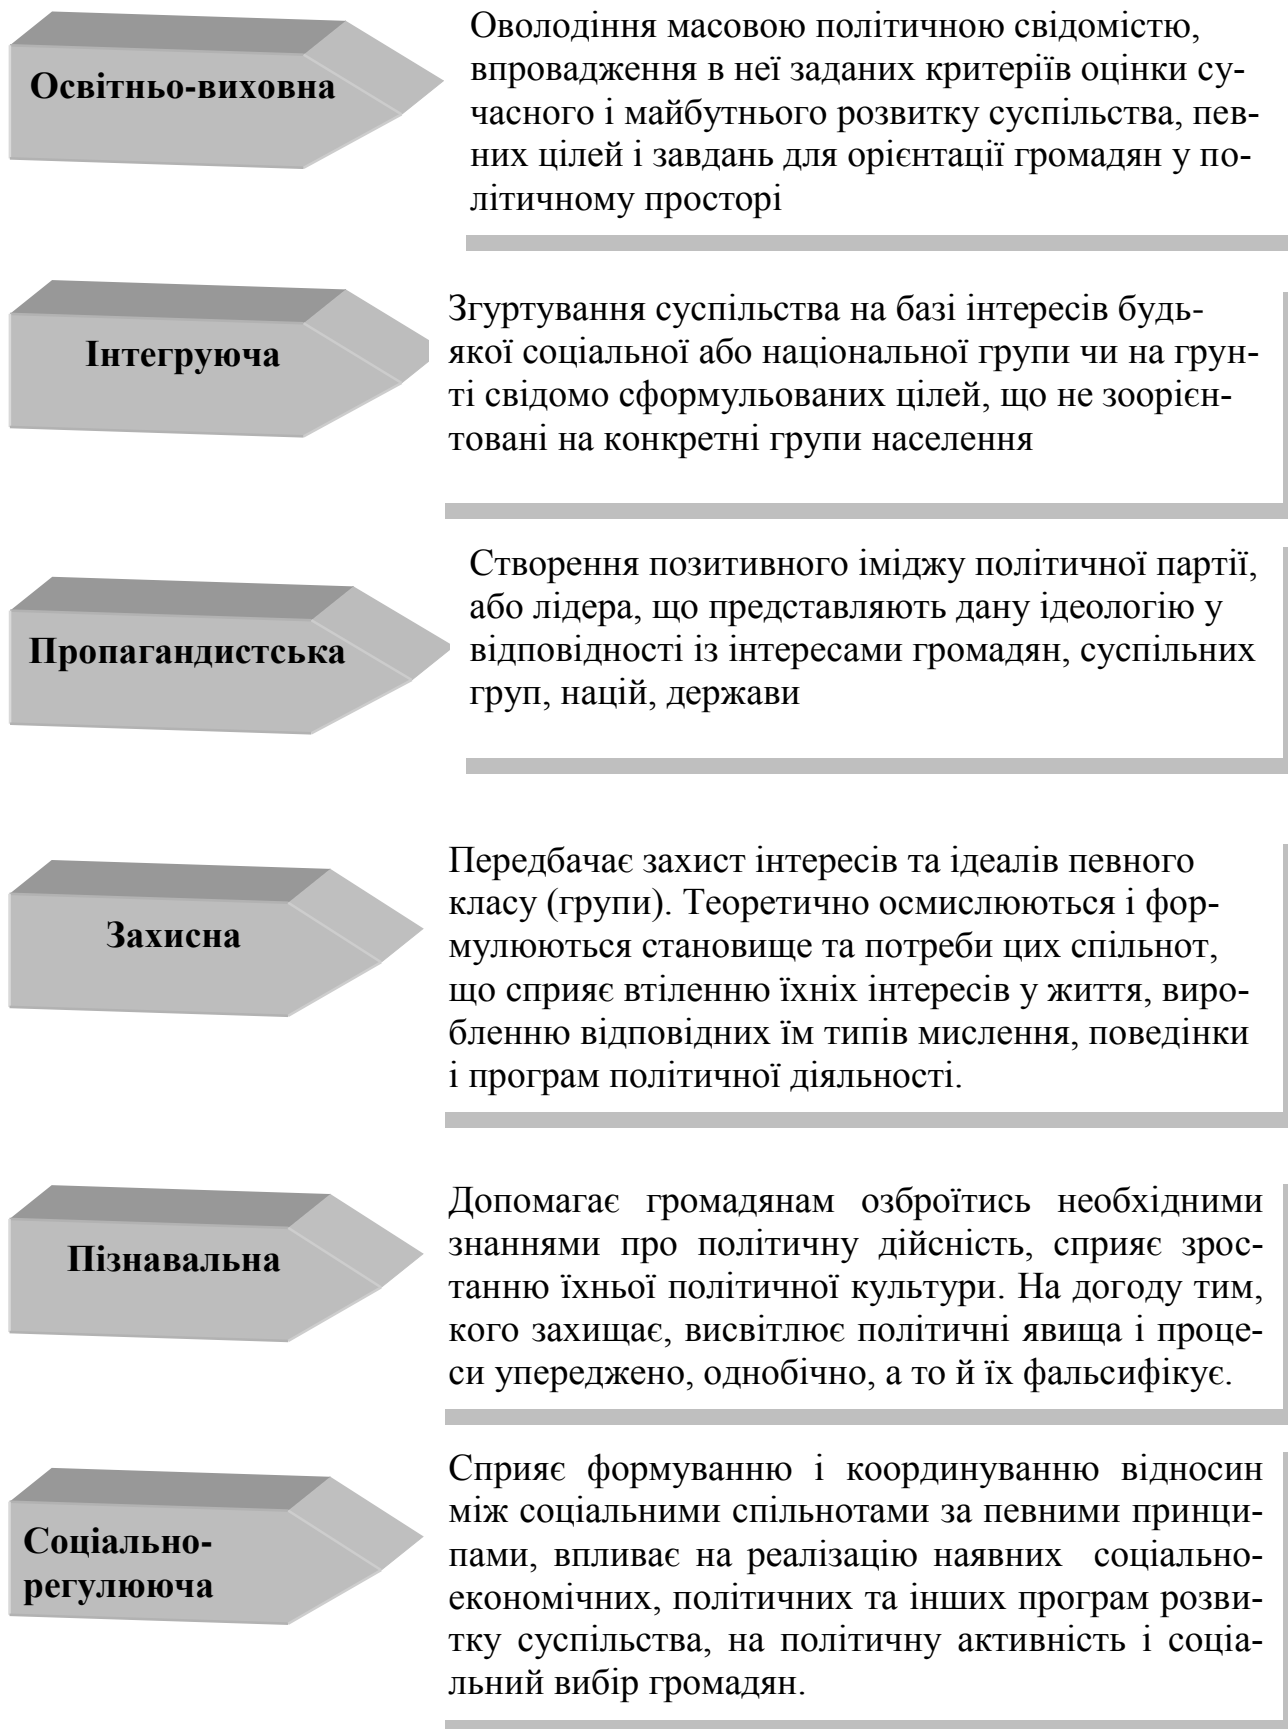 Освітньо-виховна
Оволодіння масовою політичною свідомістю,
впровадження в неї заданих критеріїв оцінки су-
часного і майбутнього розвитку суспільства, пев-
них цілей і завдань для орієнтації громадян у по-
літичному просторі
Інтегруюча
Згуртування суспільства на базі інтересів будь-
якої соціальної або національної групи чи на грун-
ті свідомо сформульованих цілей, що не зоорієн-
товані на конкретні групи населення
Пропагандистська
Створення позитивного іміджу політичної партії,
або лідера, що представляють дану ідеологію у
відповідності із інтересами громадян, суспільних
груп, націй, держави
Захисна
Передбачає захист інтересів та ідеалів певного
класу (групи). Теоретично осмислюються і фор-
мулюються становище та потреби цих спільнот,
що сприяє втіленню їхніх інтересів у життя, виро-
бленню відповідних їм типів мислення, поведінки
і програм політичної діяльності.
Пізнавальна
Допомагає громадянам озброїтись необхідними
знаннями про політичну дійсність, сприяє зрос-
танню їхньої політичної культури. На догоду тим,
кого захищає, висвітлює політичні явища і проце-
си упереджено, однобічно, а то й їх фальсифікує.
Соціально-
регулююча
Сприяє формуванню і координуванню відносин
між соціальними спільнотами за певними принци-
пами, впливає на реалізацію наявних соціально-
економічних, політичних та інших програм розви-
тку суспільства, на політичну активність і соціа-
льний вибір громадян.